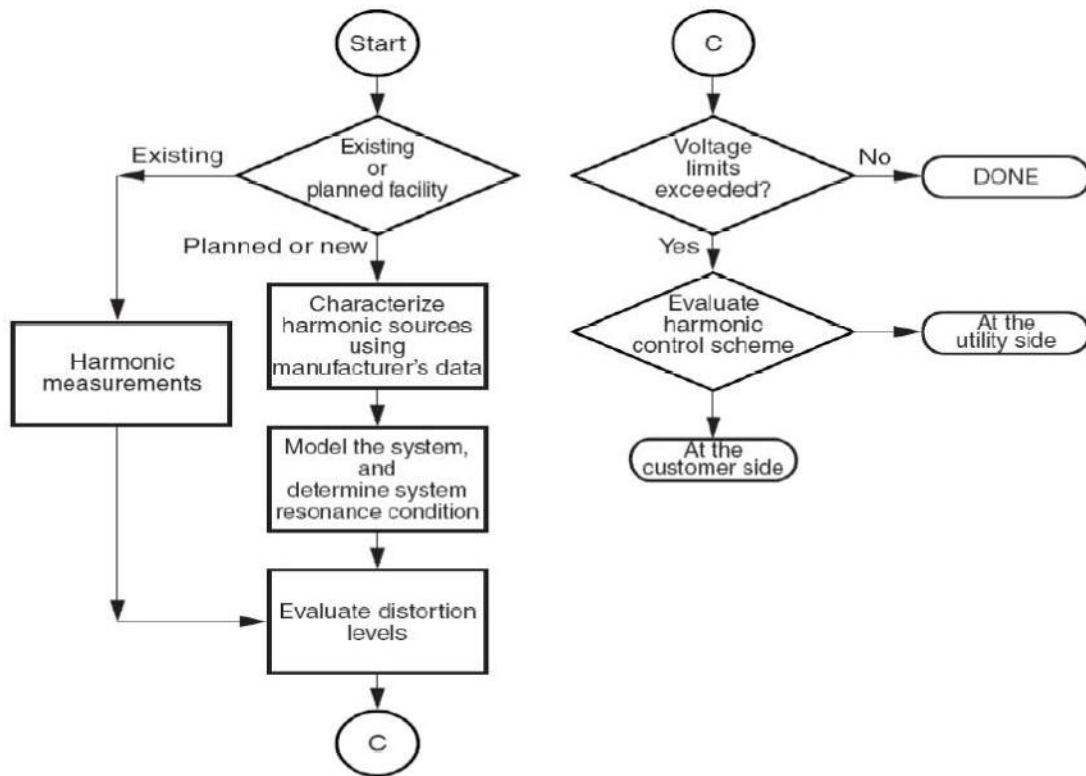 Start
Existing
or
planned facility
Existing
Planned or new
Harmonic
measurements
Characterize
harmonic sources
using
manufacturer's data
Model the system,
and
determine system
resonance condition
Evaluate distortion
levels
C
C
Voltage
limits
exceeded?
No
DONE
Yes
Evaluate
harmonic
control scheme
At the
utility side
At the
customer side